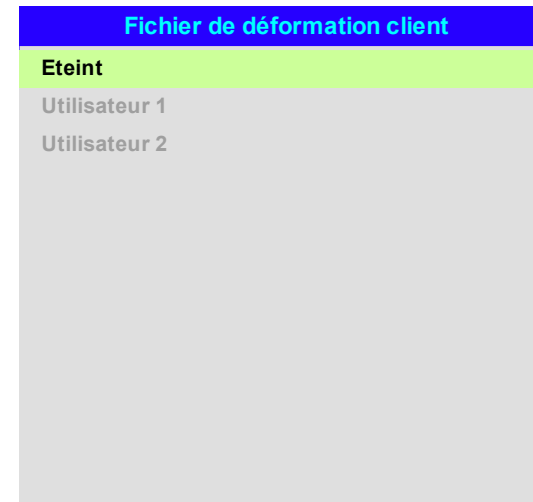 Fichier de déformation client
Eteint
Utilisateur 1
Utilisateur 2